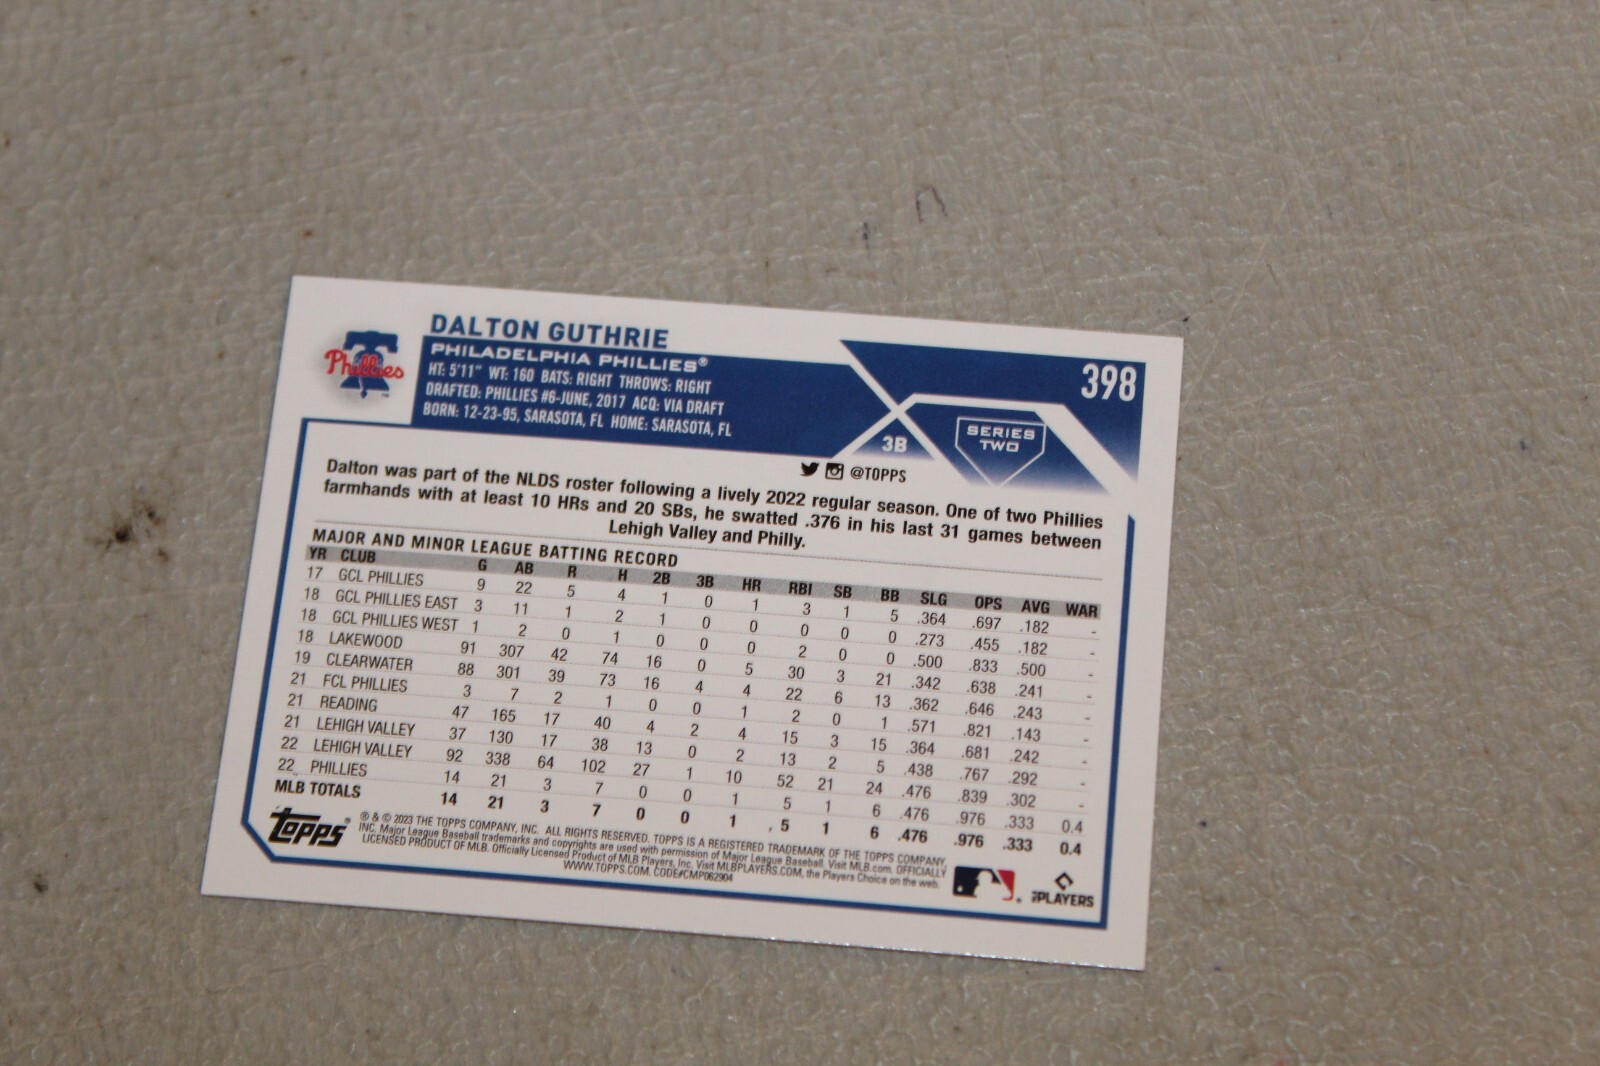 DALTON GUTHRIE
PHILADELPHIA PHILLIES®
HT: 5'11" WT: 160 BATS: RIGHT THROWS: RIGHT
DRAFTED: PHILLIES #6-JUNE, 2017 ACQ: VIA DRAFT
BORN: 12-23-95, SARASOTA, FL HOME: SARASOTA, FL
Phillies
398
3B
SERIES
TWO
@TOPPS
Dalton was part of the NLDS roster following a lively 2022 regular season. One of two Phillies
farmhands with at least 10 HRs and 20 SBs, he swatted .376 in his last 31 games between
Lehigh Valley and Philly.
MAJOR AND MINOR LEAGUE BATTING RECORD
YR CLUB G AB R H 2B 3B HR RBI SB BB SLG OPS AVG WAR
17 GCL PHILLIES 9 22 5 4 1 0 1 3 1 5 .364 .697 .182 -
18 GCL PHILLIES EAST 3 11 1 2 1 0 0 0 0 0 .273 .455 .182 -
18 GCL PHILLIES WEST 1 2 0 1 0 0 0 2 0 0 .500 .833 .500 -
18 LAKEWOOD 91 307 42 74 16 0 5 30 3 21 .342 .638 .241 -
19 CLEARWATER 88 301 39 73 16 4 4 22 6 13 .362 .646 .243 -
21 FCL PHILLIES 3 7 2 1 0 0 1 2 0 1 .571 .821 .143 -
21 READING 47 165 17 40 4 2 4 15 3 15 .364 .681 .242 -
21 LEHIGH VALLEY 37 130 17 38 13 0 2 13 2 5 .438 .767 .292 -
22 LEHIGH VALLEY 92 338 64 102 27 1 10 52 21 24 .476 .839 .302 -
22 PHILLIES 14 21 3 7 0 0 1 5 1 6 .476 .976 .333 0.4
MLB TOTALS 14 21 3 7 0 0 1 5 1 6 .476 .976 .333 0.4
Topps®
® & © 2023 THE TOPPS COMPANY, INC. ALL RIGHTS RESERVED. TOPPS IS A REGISTERED TRADEMARK OF THE TOPPS COMPANY,
INC. Major League Baseball trademarks and copyrights are used with permission of Major League Baseball. Visit MLB.com. OFFICIALLY
LICENSED PRODUCT OF MLB. Officially Licensed Product of MLB Players, Inc. Visit MLBPLAYERS.COM, the Players Choice on the web.
WWW.TOPPS.COM. CODE#CMP062904
PLAYERS